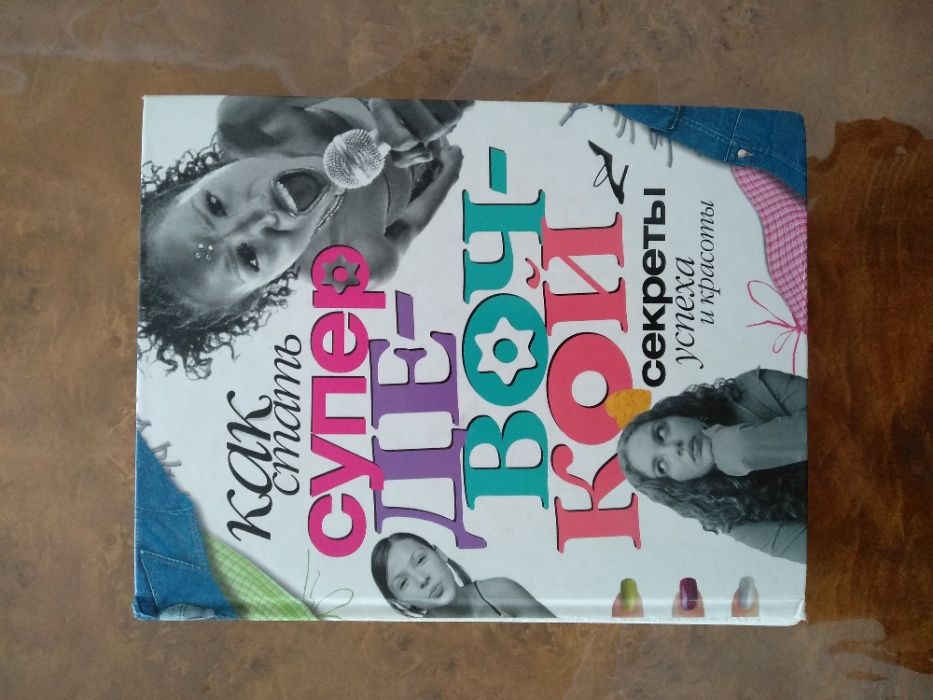 как
стать
супер
ДЕ-
ВОЧ-
КОЙ
секреты
успеха
и красоты